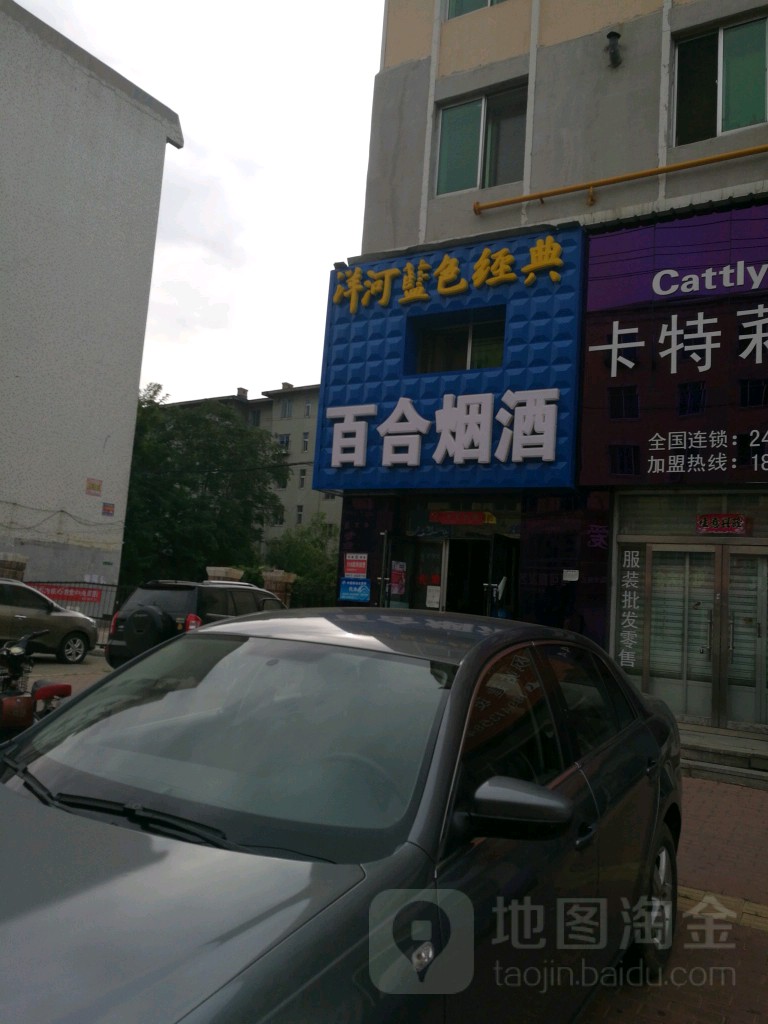 洋河蓝色经典
百合烟酒
Cattly
卡特莱
全国连锁：24
加盟热线：18
服装批发零售
地图淘金
taojin.baidu.com